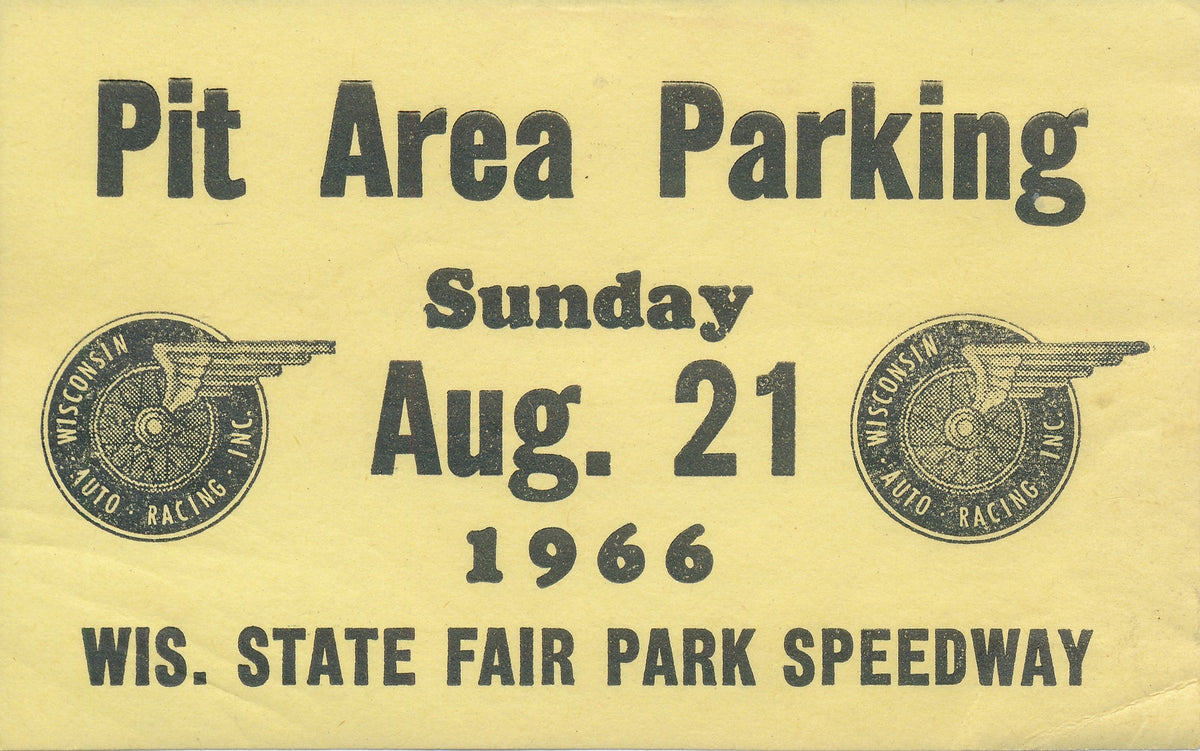 Pit Area Parking
Sunday
Aug. 21
1966
WIS. STATE FAIR PARK SPEEDWAY
WISCONSIN AUTO · RACING · INC.
WISCONSIN · AUTO · RACING · INC.